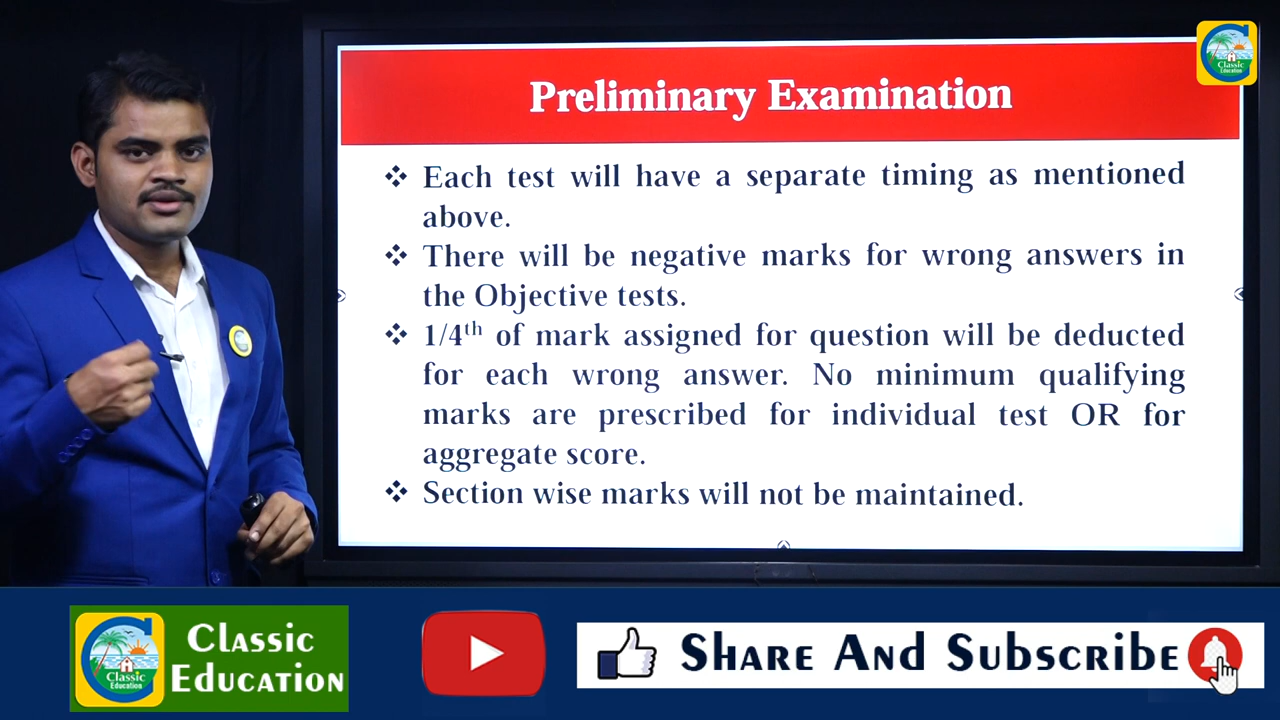 Classic
Education
Preliminary Examination
❖ Each test will have a separate timing as mentioned
above.
❖ There will be negative marks for wrong answers in
the Objective tests.
❖ 1/4th of mark assigned for question will be deducted
for each wrong answer. No minimum qualifying
marks are prescribed for individual test OR for
aggregate score.
❖ Section wise marks will not be maintained.
Classic
Education
Classic
Education
Share And Subscribe